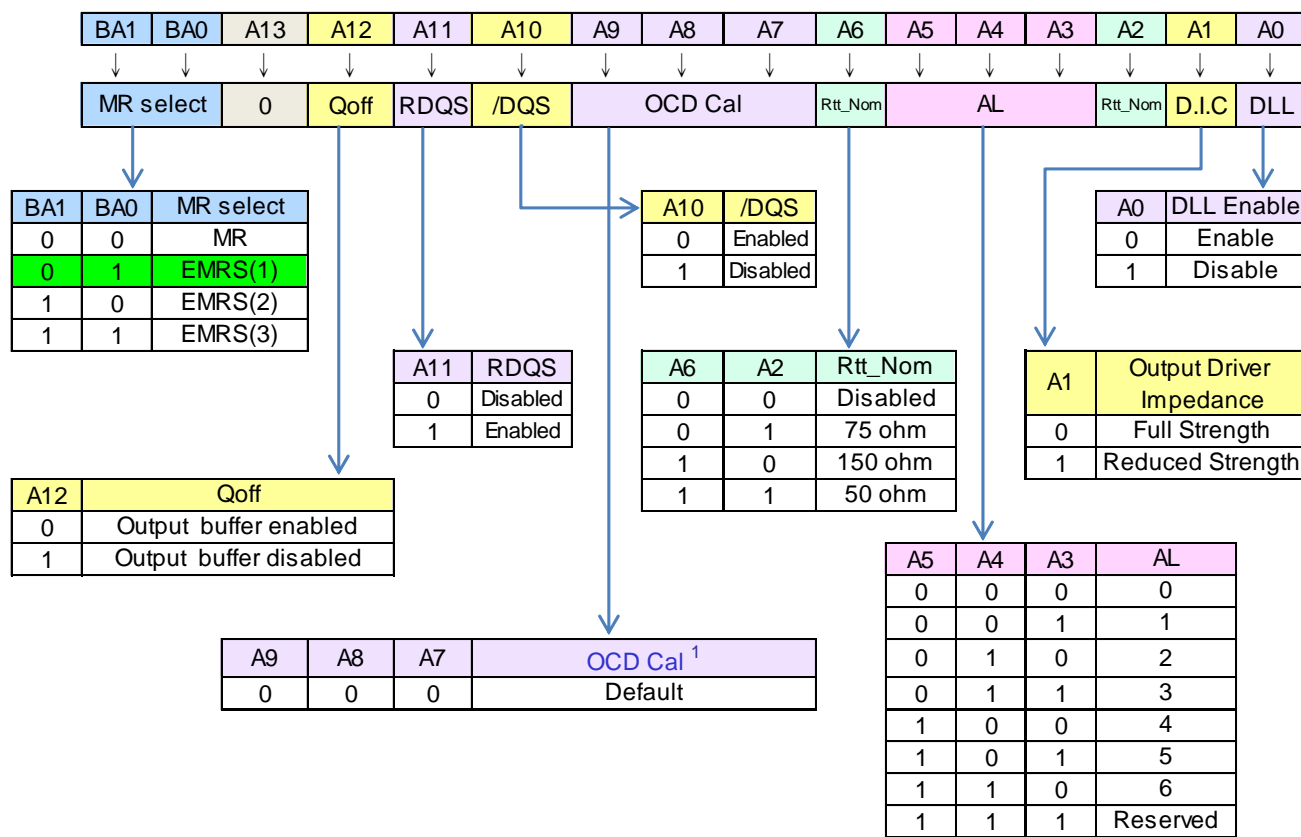 BA1 BA0 A13 A12 A11 A10 A9 A8 A7 A6 A5 A4 A3 A2 A1 A0
MR select 0 Qoff RDQS /DQS OCD Cal Rtt_Nom AL Rtt_Nom D.I.C DLL
BA1 BA0 MR select
0 0 MR
0 1 EMRS(1)
1 0 EMRS(2)
1 1 EMRS(3)
A10 /DQS
0 Enabled
1 Disabled
A0 DLL Enable
0 Enable
1 Disable
A11 RDQS
0 Disabled
1 Enabled
A6 A2 Rtt_Nom
0 0 Disabled
0 1 75 ohm
1 0 150 ohm
1 1 50 ohm
A1 Output Driver
Impedance
0 Full Strength
1 Reduced Strength
A12 Qoff
0 Output buffer enabled
1 Output buffer disabled
A5 A4 A3 AL
0 0 0 0
0 0 1 1
0 1 0 2
0 1 1 3
1 0 0 4
1 0 1 5
1 1 0 6
1 1 1 Reserved
A9 A8 A7 OCD Cal 1
0 0 0 Default